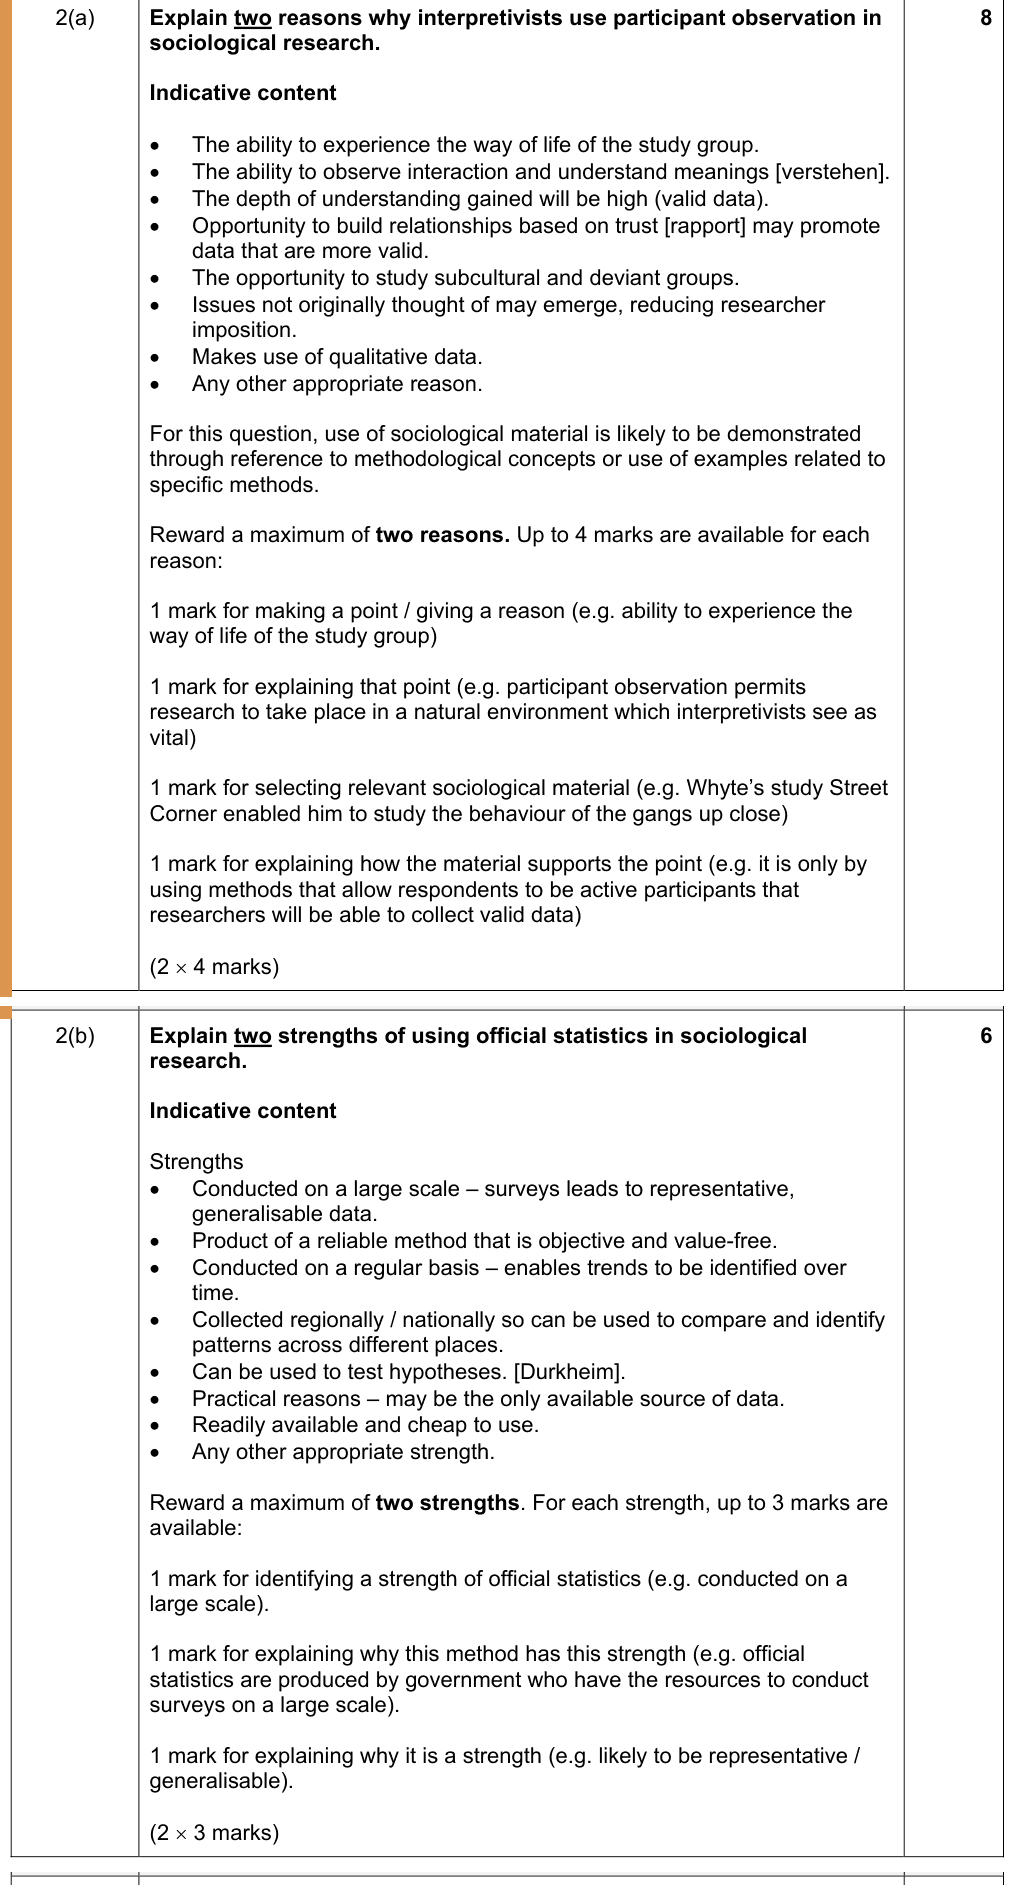 2(a)
Explain two reasons why interpretivists use participant observation in
8
sociological research.
Indicative content
• The ability to experience the way of life of the study group.
• The ability to observe interaction and understand meanings [verstehen].
• The depth of understanding gained will be high (valid data).
• Opportunity to build relationships based on trust [rapport] may promote
data that are more valid.
• The opportunity to study subcultural and deviant groups.
• Issues not originally thought of may emerge, reducing researcher
imposition.
• Makes use of qualitative data.
• Any other appropriate reason.
For this question, use of sociological material is likely to be demonstrated
through reference to methodological concepts or use of examples related to
specific methods.
Reward a maximum of two reasons. Up to 4 marks are available for each
reason:
1 mark for making a point / giving a reason (e.g. ability to experience the
way of life of the study group)
1 mark for explaining that point (e.g. participant observation permits
research to take place in a natural environment which interpretivists see as
vital)
1 mark for selecting relevant sociological material (e.g. Whyte’s study Street
Corner enabled him to study the behaviour of the gangs up close)
1 mark for explaining how the material supports the point (e.g. it is only by
using methods that allow respondents to be active participants that
researchers will be able to collect valid data)
(2 × 4 marks)
2(b)
Explain two strengths of using official statistics in sociological
6
research.
Indicative content
Strengths
• Conducted on a large scale – surveys leads to representative,
generalisable data.
• Product of a reliable method that is objective and value-free.
• Conducted on a regular basis – enables trends to be identified over
time.
• Collected regionally / nationally so can be used to compare and identify
patterns across different places.
• Can be used to test hypotheses. [Durkheim].
• Practical reasons – may be the only available source of data.
• Readily available and cheap to use.
• Any other appropriate strength.
Reward a maximum of two strengths. For each strength, up to 3 marks are
available:
1 mark for identifying a strength of official statistics (e.g. conducted on a
large scale).
1 mark for explaining why this method has this strength (e.g. official
statistics are produced by government who have the resources to conduct
surveys on a large scale).
1 mark for explaining why it is a strength (e.g. likely to be representative /
generalisable).
(2 × 3 marks)